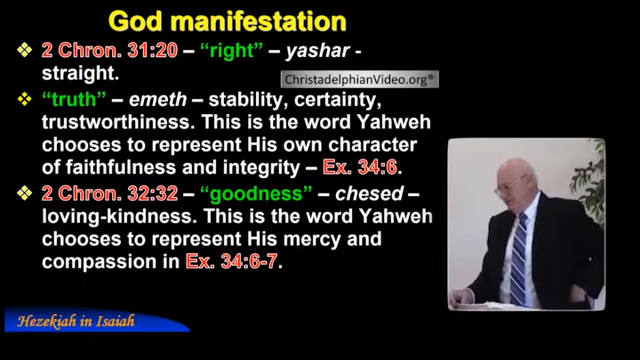 God manifestation
❖ 2 Chron. 31:20 – “right” – yashar -
straight.
ChristadelphianVideo.org®
❖ “truth” – emeth – stability, certainty,
trustworthiness. This is the word Yahweh
chooses to represent His own character
of faithfulness and integrity – Ex. 34:6.
❖ 2 Chron. 32:32 – “goodness” – chesed –
loving-kindness. This is the word Yahweh
chooses to represent His mercy and
compassion in Ex. 34:6-7.
Hezekiah in Isaiah